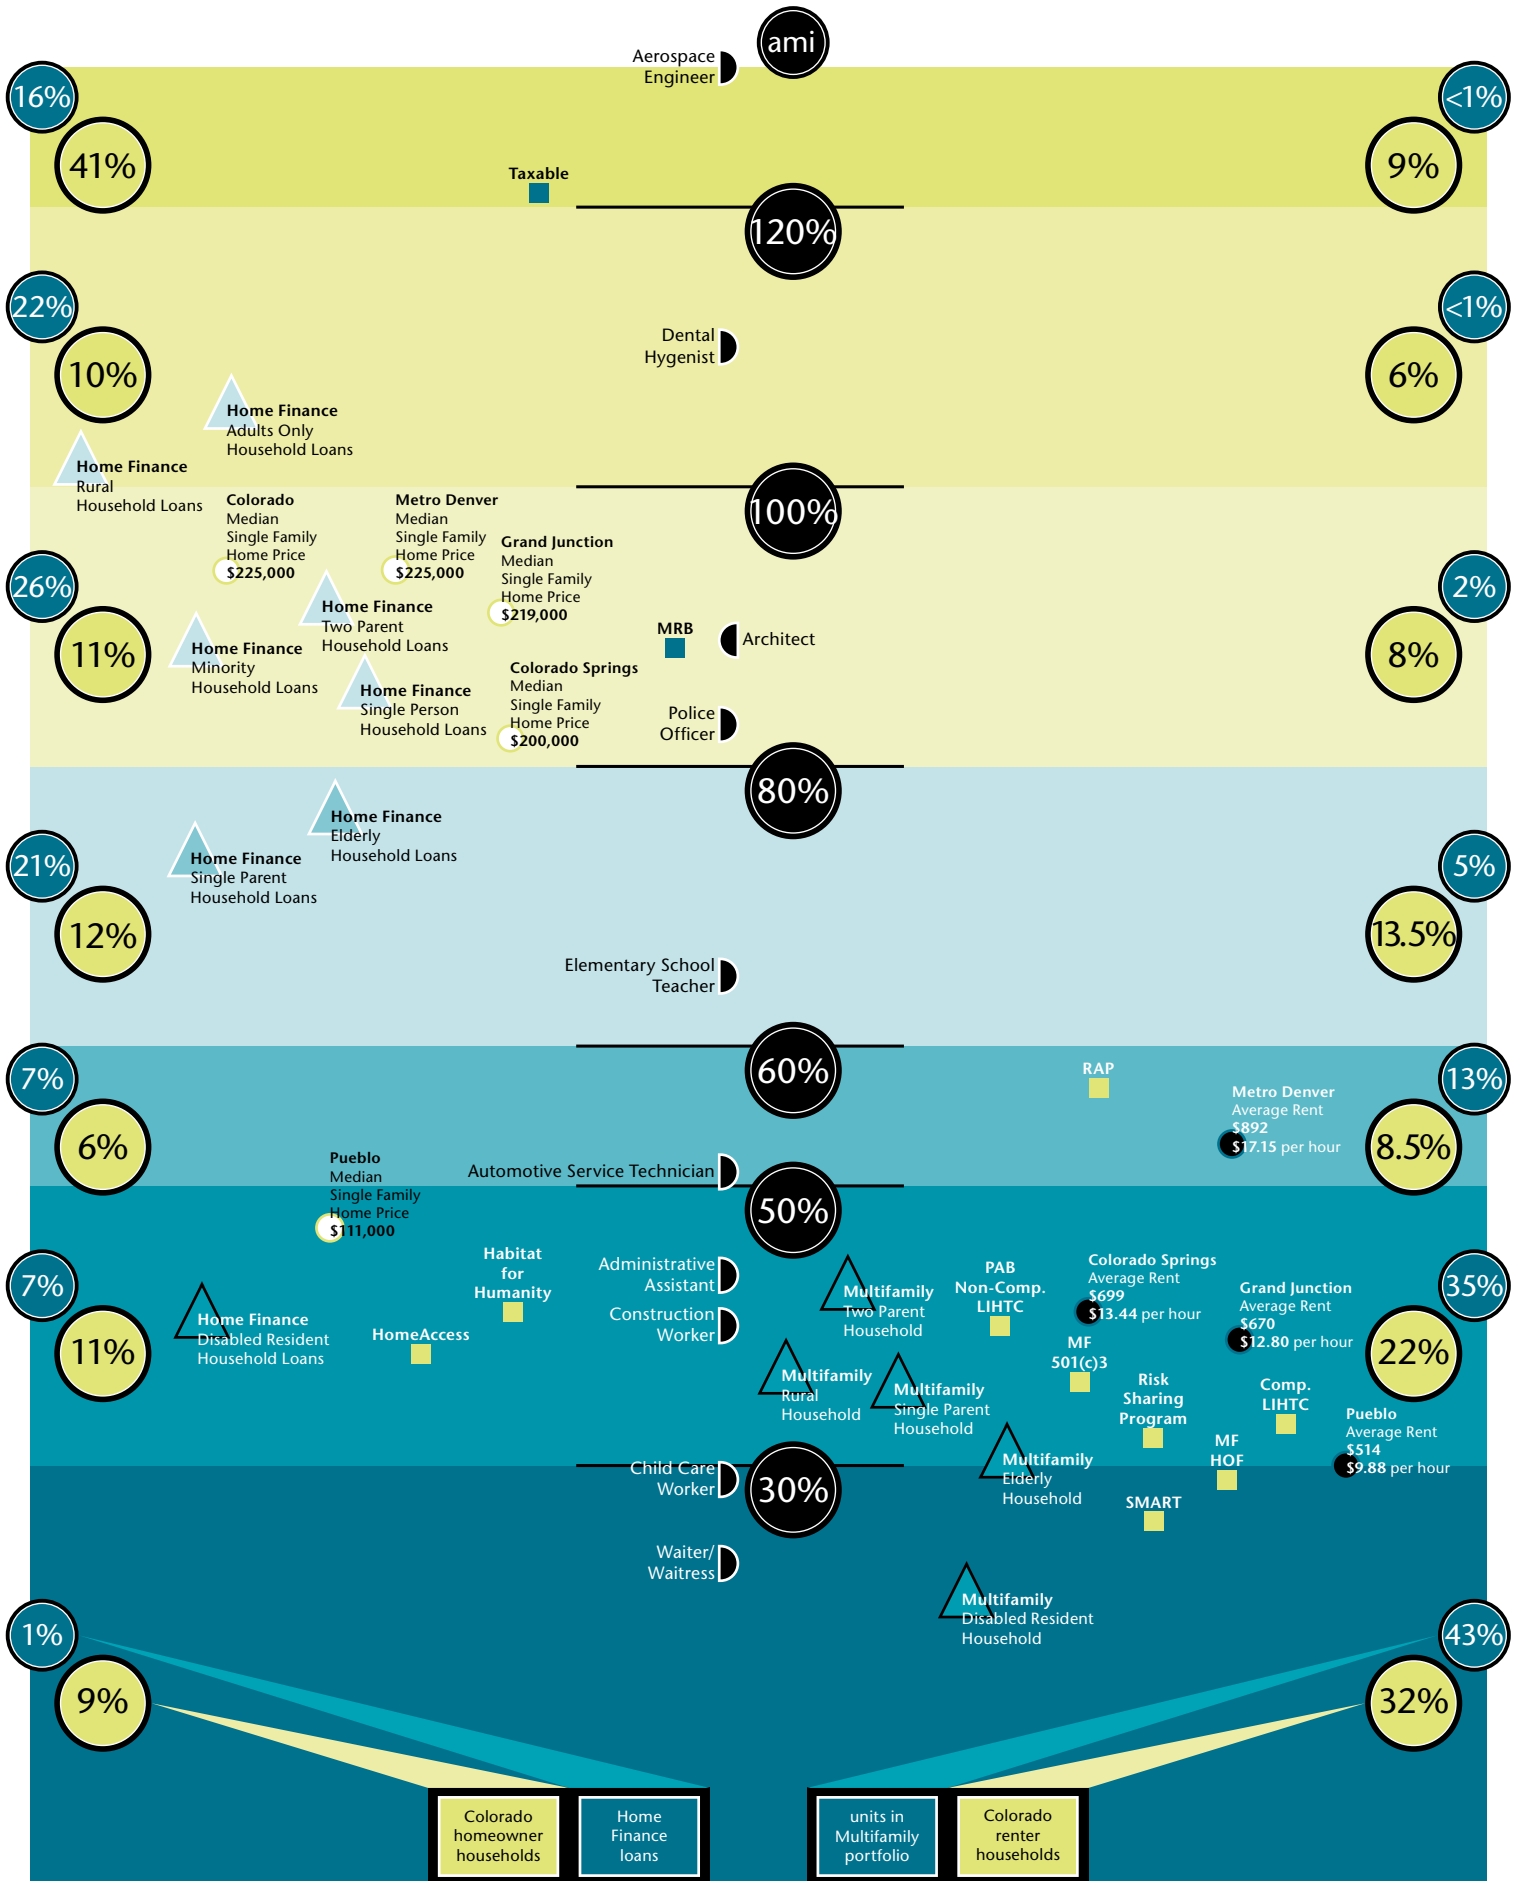 ami
Aerospace
Engineer
16%
<1%
41%
9%
Taxable
120%
22%
<1%
Dental
Hygenist
10%
6%
Home Finance
Adults Only
Household Loans
Home Finance
Rural
Household Loans
100%
Colorado
Median
Single Family
Home Price
$225,000
Metro Denver
Median
Single Family
Home Price
$225,000
Grand Junction
Median
Single Family
Home Price
$219,000
26%
2%
Home Finance
Two Parent
Household Loans
MRB
Architect
11%
8%
Home Finance
Minority
Household Loans
Home Finance
Single Person
Household Loans
Colorado Springs
Median
Single Family
Home Price
$200,000
Police
Officer
80%
Home Finance
Elderly
Household Loans
21%
5%
Home Finance
Single Parent
Household Loans
12%
13.5%
Elementary School
Teacher
60%
7%
13%
RAP
Metro Denver
Average Rent
$892
$17.15 per hour
6%
8.5%
Pueblo
Median
Single Family
Home Price
$111,000
Automotive Service Technician
50%
Habitat
for
Humanity
Administrative
Assistant
7%
35%
Multifamily
Two Parent
Household
PAB
Non-Comp.
LIHTC
Colorado Springs
Average Rent
$699
$13.44 per hour
Grand Junction
Average Rent
$670
$12.80 per hour
Home Finance
Disabled Resident
Household Loans
HomeAccess
Construction
Worker
11%
22%
MF
501(c)3
Multifamily
Rural
Household
Multifamily
Single Parent
Household
Risk
Sharing
Program
Comp.
LIHTC
Pueblo
Average Rent
$514
$9.88 per hour
MF
HOF
Multifamily
Elderly
Household
Child Care
Worker
30%
SMART
Waiter/
Waitress
Multifamily
Disabled Resident
Household
1%
43%
9%
32%
Colorado
homeowner
households
Home
Finance
loans
units in
Multifamily
portfolio
Colorado
renter
households